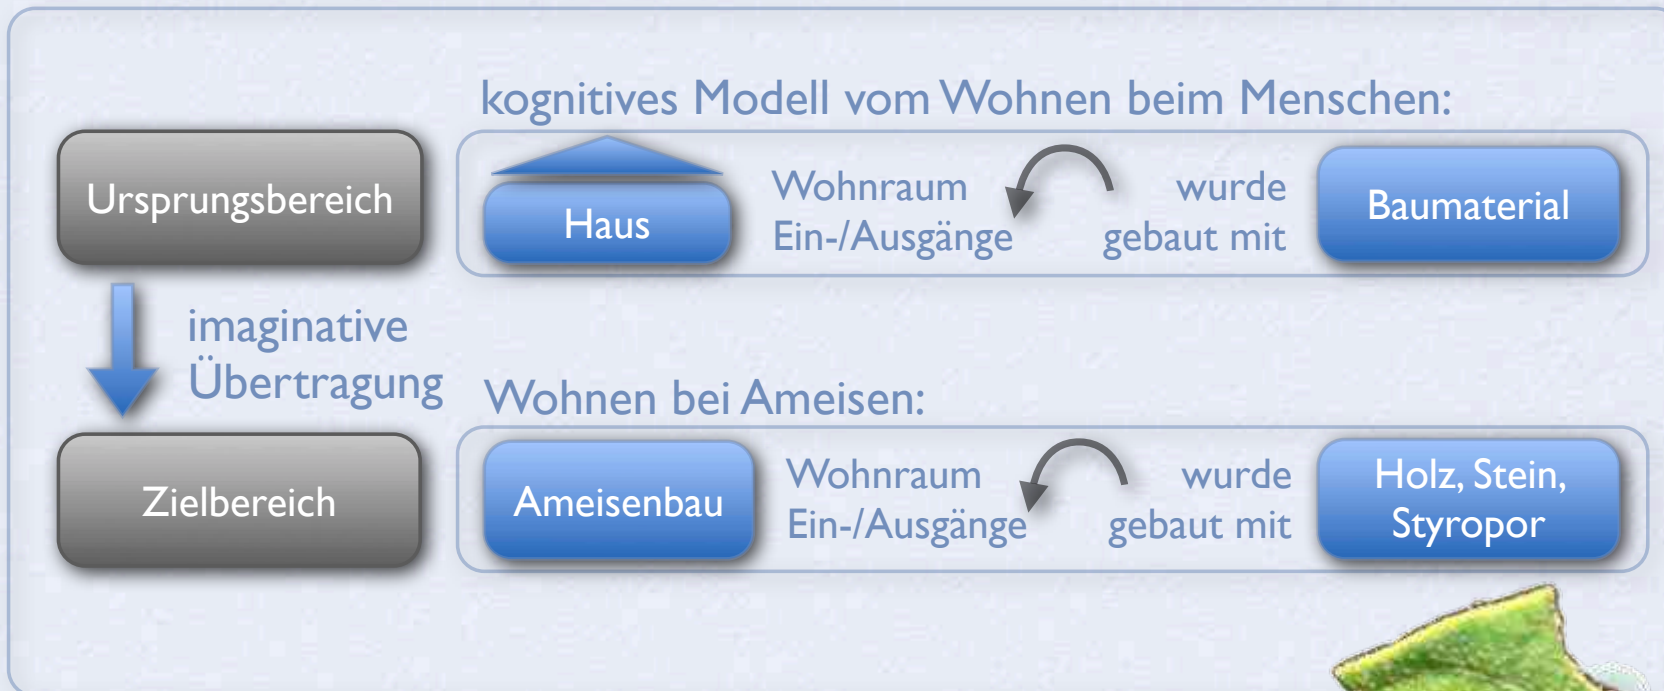 kognitives Modell vom Wohnen beim Menschen:
Ursprungsbereich
Haus
Wohnraum
Ein-/Ausgänge
wurde
gebaut mit
Baumaterial
imaginative
Übertragung
Wohnen bei Ameisen:
Zielbereich
Ameisenbau
Wohnraum
Ein-/Ausgänge
wurde
gebaut mit
Holz, Stein,
Styropor